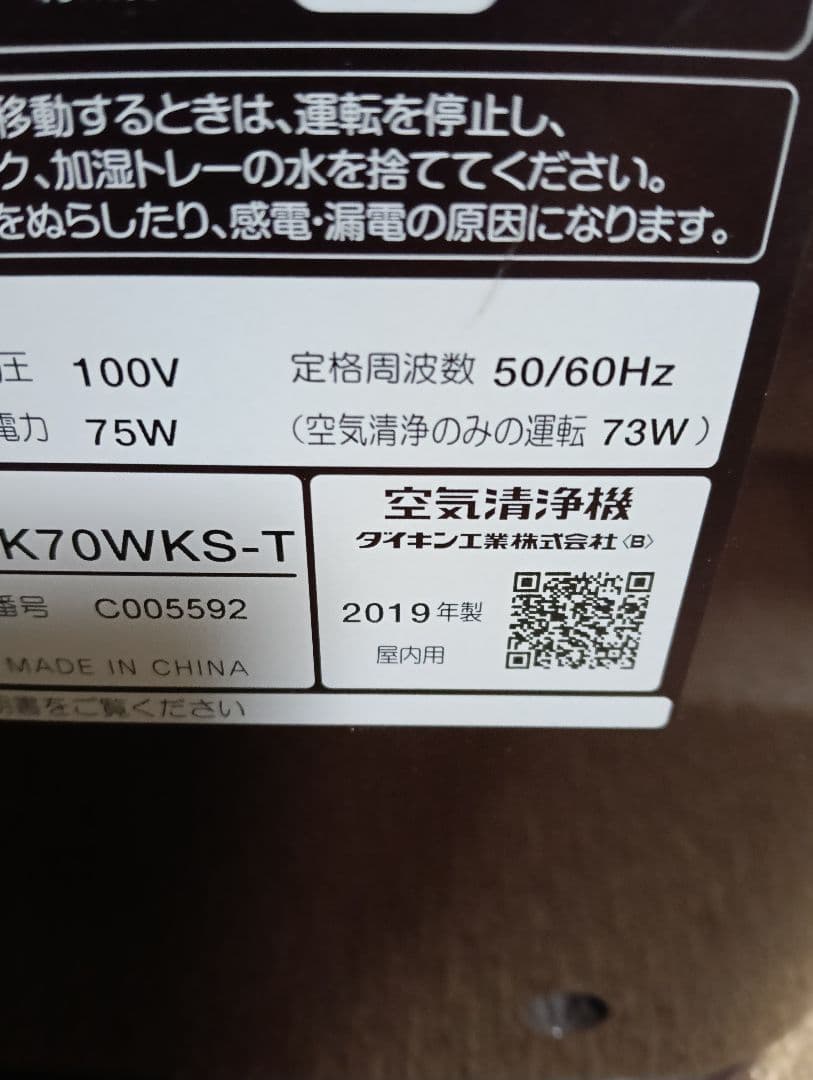 移動するときは、運転を停止し、
ク、加湿トレーの水を捨ててください。
をぬらしたり、感電・漏電の原因になります。
圧 100V 定格周波数 50/60Hz
電力 75W (空気清浄のみの運転 73W)
K70WKS-T
番号 C005592
MADE IN CHINA
空気清浄機
ダイキン工業株式会社〈B〉
2019年製
屋内用
明書をご覧ください